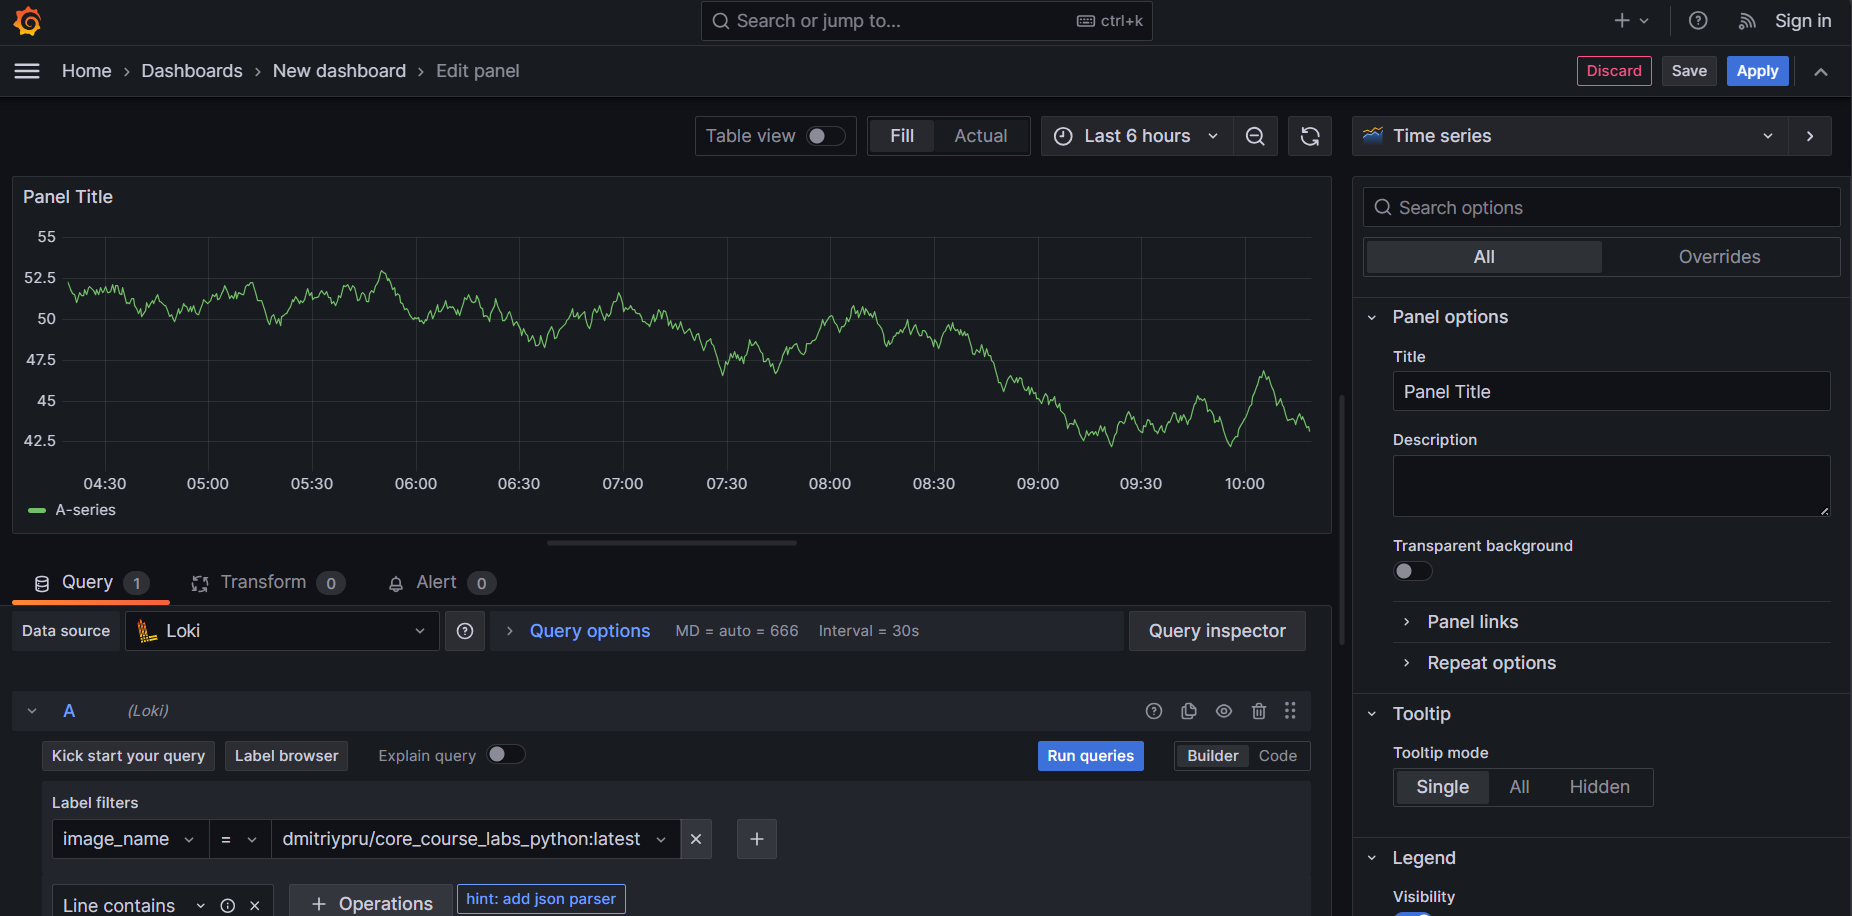 Search or jump to... ctrl+k Sign in
Home › Dashboards › New dashboard › Edit panel Discard Save Apply
Table view Fill Actual Last 6 hours Time series
Panel Title
55
52.5
50
47.5
45
42.5
04:30 05:00 05:30 06:00 06:30 07:00 07:30 08:00 08:30 09:00 09:30 10:00
A-series
Query 1 Transform 0 Alert 0
Data source Loki Query options MD = auto = 666 Interval = 30s Query inspector
A (Loki)
Kick start your query Label browser Explain query Run queries Builder Code
Label filters
image_name = dmitriypru/core_course_labs_python:latest
Line contains + Operations hint: add json parser
Search options
All Overrides
Panel options
Title
Panel Title
Description
Transparent background
Panel links
Repeat options
Tooltip
Tooltip mode
Single All Hidden
Legend
Visibility